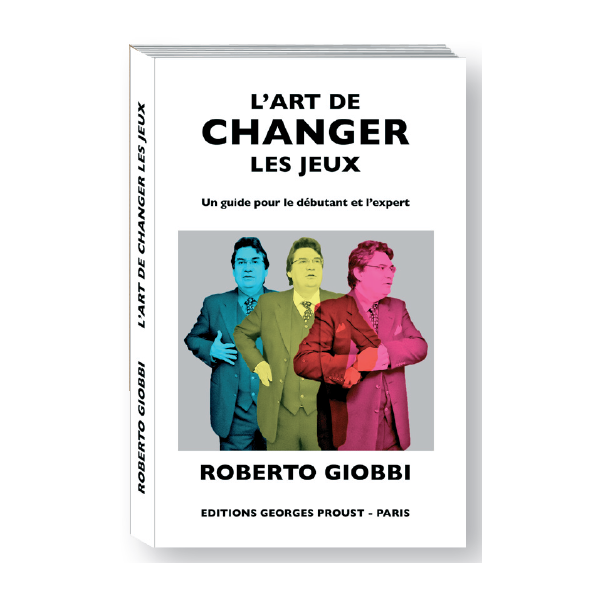 L'ART DE
CHANGER
LES JEUX
Un guide pour le débutant et l'expert
ROBERTO GIOBBI
EDITIONS GEORGES PROUST - PARIS
ROBERTO GIOBBI L'ART DE CHANGER LES JEUX